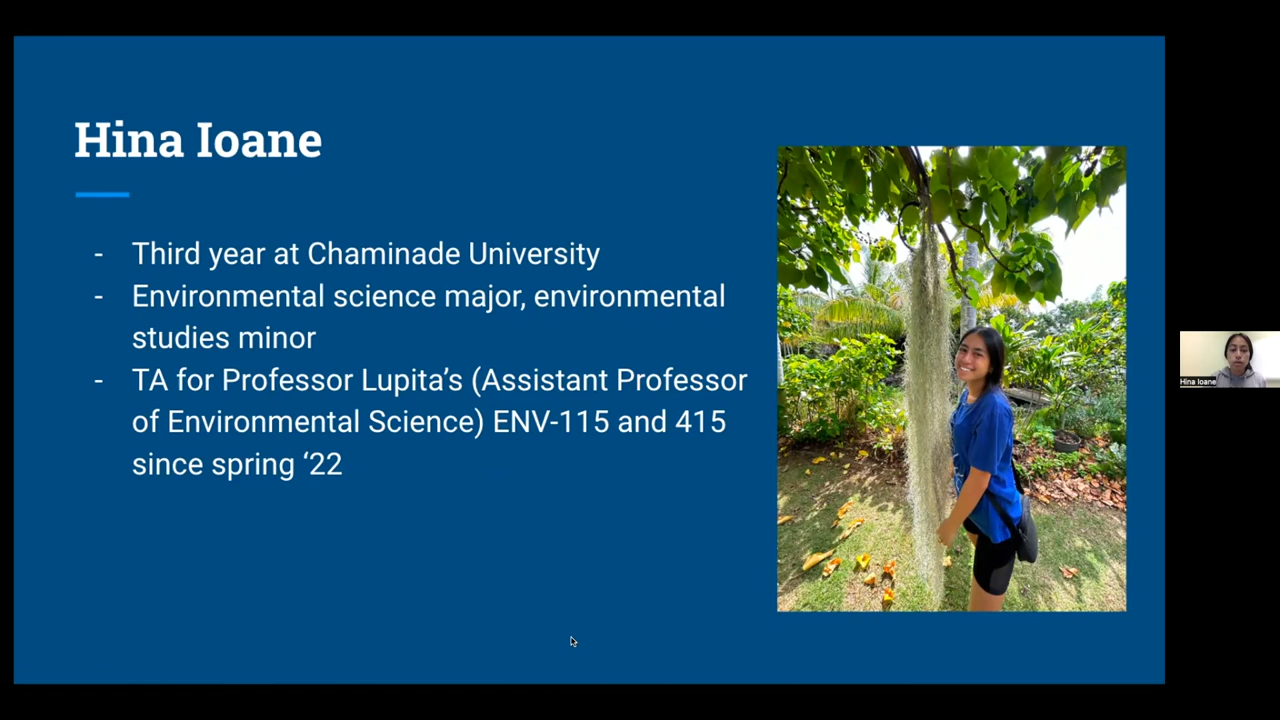 Hina Ioane
- Third year at Chaminade University
- Environmental science major, environmental
studies minor
- TA for Professor Lupita’s (Assistant Professor
of Environmental Science) ENV-115 and 415
since spring ‘22
Hina Ioane